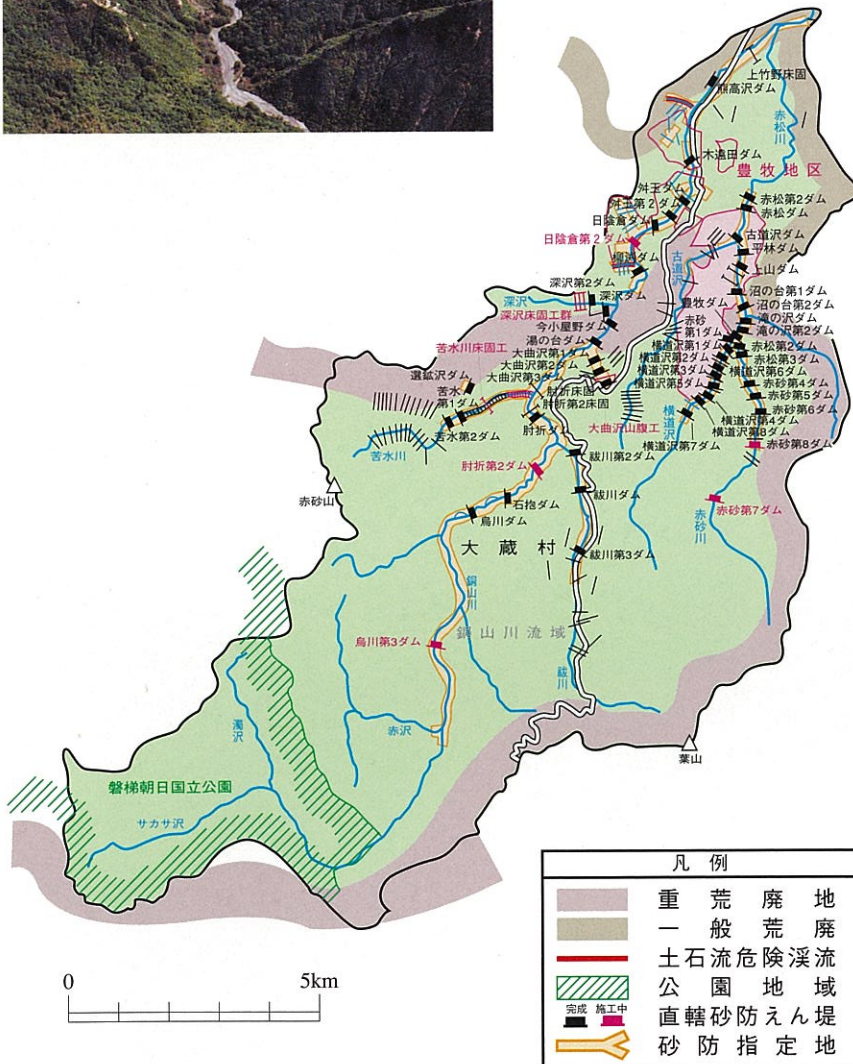 上竹野床固
熊高沢ダム
赤松川
木遠田ダム
豊牧地区
舛玉ダム
舛玉第2ダム
赤松第2ダム
赤松ダム
日陰倉ダム
日陰倉第2ダム
古道沢ダム
平林ダム
柳渕ダム
古道沢
上山ダム
深沢第2ダム
深沢
深沢ダム
豊牧ダム
沼の台第1ダム
沼の台第2ダム
深沢床固工群
今小屋野ダム
赤砂
第1ダム
滝の沢ダム
滝の沢第2ダム
湯の台ダム
苦水川床固工
大曲沢第1ダム
大曲沢第2ダム
大曲沢第3ダム
横道沢第1ダム
横道沢第2ダム
横道沢第3ダム
横道沢第5ダム
赤松第2ダム
赤松第3ダム
横道沢第6ダム
選鉱沢ダム
苦水
第1ダム
肘折床固
肘折第2床固
赤砂第4ダム
赤砂第5ダム
赤砂第6ダム
肘折ダム
大曲沢山腹工
横道沢
横道沢第4ダム
横道沢第8ダム
横道沢第7ダム
赤砂第8ダム
苦水第2ダム
苦水川
祓川第2ダム
肘折第2ダム
赤砂山
石抱ダム
祓川ダム
赤砂第7ダム
烏川ダム
赤砂川
大蔵村
祓川第3ダム
銅山川
銅山川流域
烏川第3ダム
祓川
濁沢
赤沢
葉山
磐梯朝日国立公園
サカサ沢
凡例
重荒廃地
一般荒廃
土石流危険渓流
公園地域
完成 施工中
直轄砂防えん堤
砂防指定地
0 5km